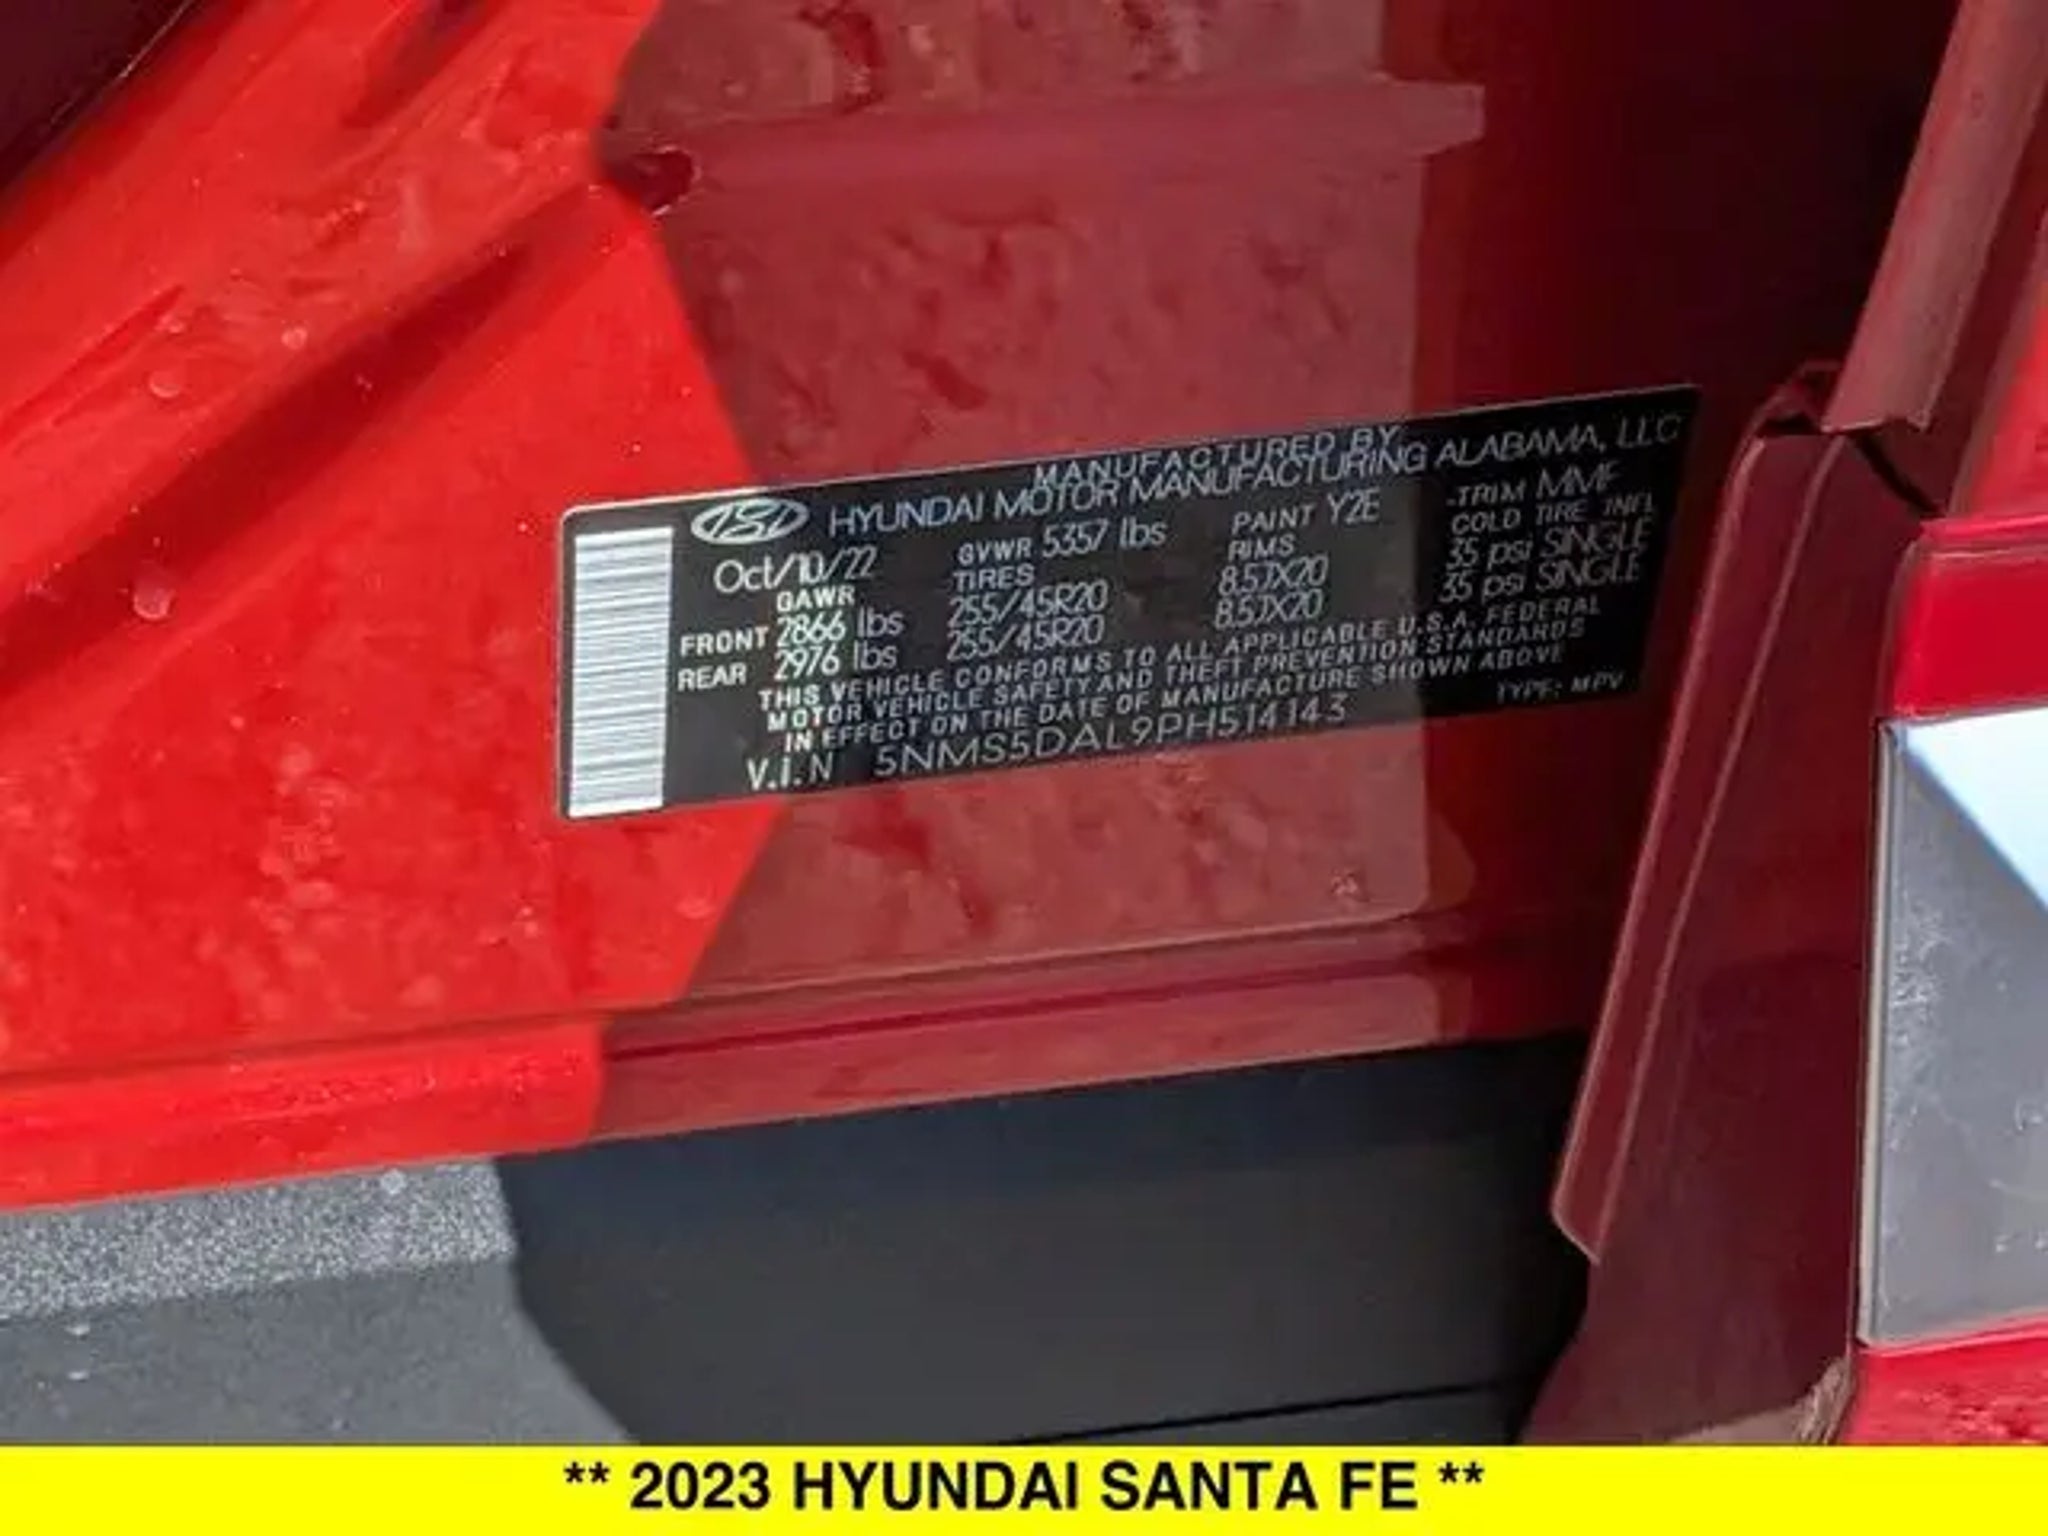 MANUFACTURED BY
HYUNDAI MOTOR MANUFACTURING ALABAMA, LLC
Oct/10/22 GVWR 5357 lbs PAINT Y2E TRIM MMF
GAWR TIRES RIMS COLD TIRE INFL
FRONT 2866 lbs 255/45R20 8.5JX20 35 psi SINGLE
REAR 2976 lbs 255/45R20 8.5JX20 35 psi SINGLE
THIS VEHICLE CONFORMS TO ALL APPLICABLE U.S.A. FEDERAL
MOTOR VEHICLE SAFETY AND THEFT PREVENTION STANDARDS
IN EFFECT ON THE DATE OF MANUFACTURE SHOWN ABOVE
V.i.N 5NMS5DAL9PH514143 TYPE: MPV
** 2023 HYUNDAI SANTA FE **